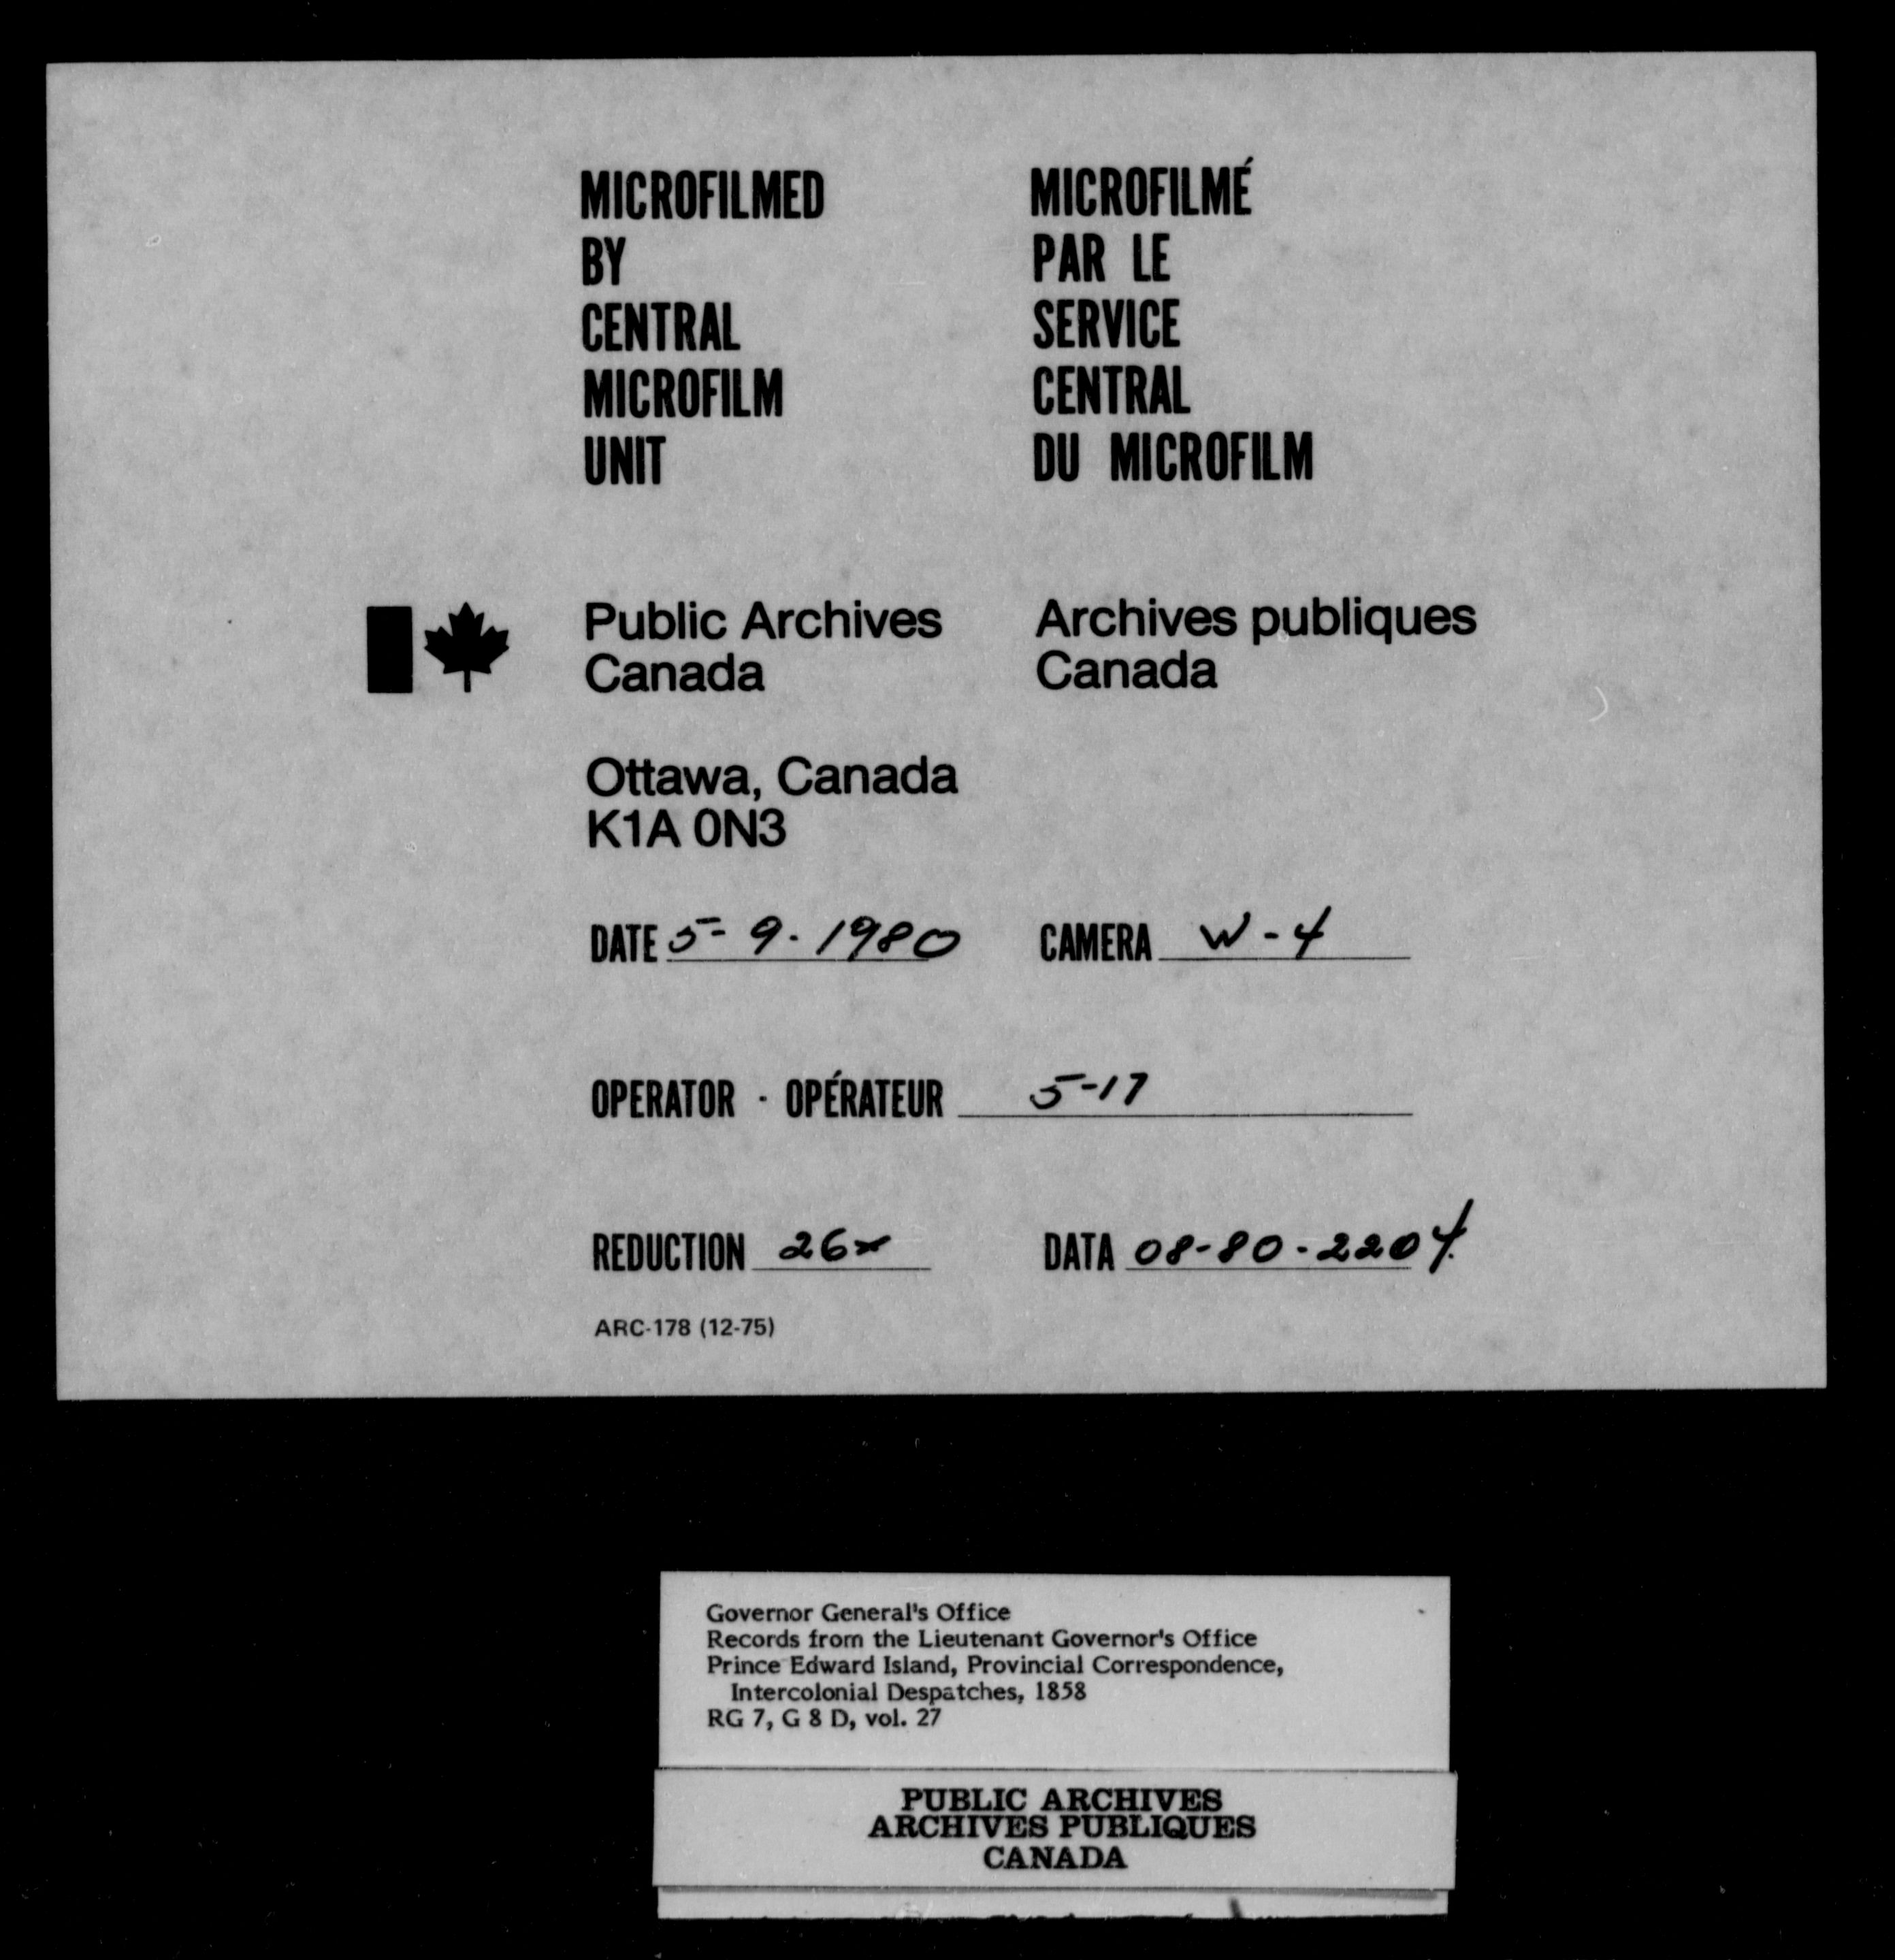 MICROFILMED
BY
CENTRAL
MICROFILM
UNIT
MICROFILMÉ
PAR LE
SERVICE
CENTRAL
DU MICROFILM
Public Archives
Canada
Archives publiques
Canada
Ottawa, Canada
K1A 0N3
DATE 5-9.1980
CAMERA W-4
OPERATOR · OPÉRATEUR 5-17
REDUCTION 26x
DATA 08-80-2204
ARC-178 (12-75)
Governor General's Office
Records from the Lieutenant Governor's Office
Prince Edward Island, Provincial Correspondence,
Intercolonial Despatches, 1858
RG 7, G 8 D, vol. 27
PUBLIC ARCHIVES
ARCHIVES PUBLIQUES
CANADA